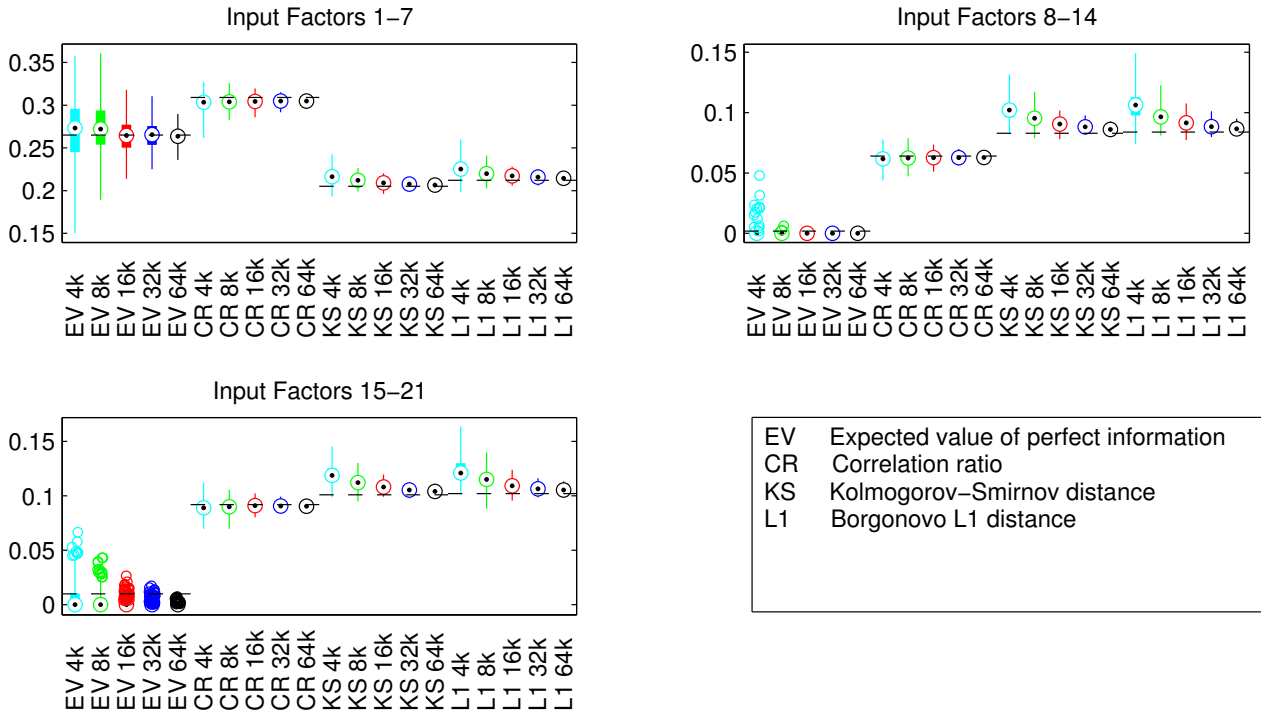 Input Factors 1−7
0.35
0.3
0.25
0.2
0.15
EV 4k
EV 8k
EV 16k
EV 32k
EV 64k
CR 4k
CR 8k
CR 16k
CR 32k
CR 64k
KS 4k
KS 8k
KS 16k
KS 32k
KS 64k
L1 4k
L1 8k
L1 16k
L1 32k
L1 64k
Input Factors 8−14
0.15
0.1
0.05
0
EV 4k
EV 8k
EV 16k
EV 32k
EV 64k
CR 4k
CR 8k
CR 16k
CR 32k
CR 64k
KS 4k
KS 8k
KS 16k
KS 32k
KS 64k
L1 4k
L1 8k
L1 16k
L1 32k
L1 64k
Input Factors 15−21
0.15
0.1
0.05
0
EV 4k
EV 8k
EV 16k
EV 32k
EV 64k
CR 4k
CR 8k
CR 16k
CR 32k
CR 64k
KS 4k
KS 8k
KS 16k
KS 32k
KS 64k
L1 4k
L1 8k
L1 16k
L1 32k
L1 64k
EV Expected value of perfect information
CR Correlation ratio
KS Kolmogorov−Smirnov distance
L1 Borgonovo L1 distance